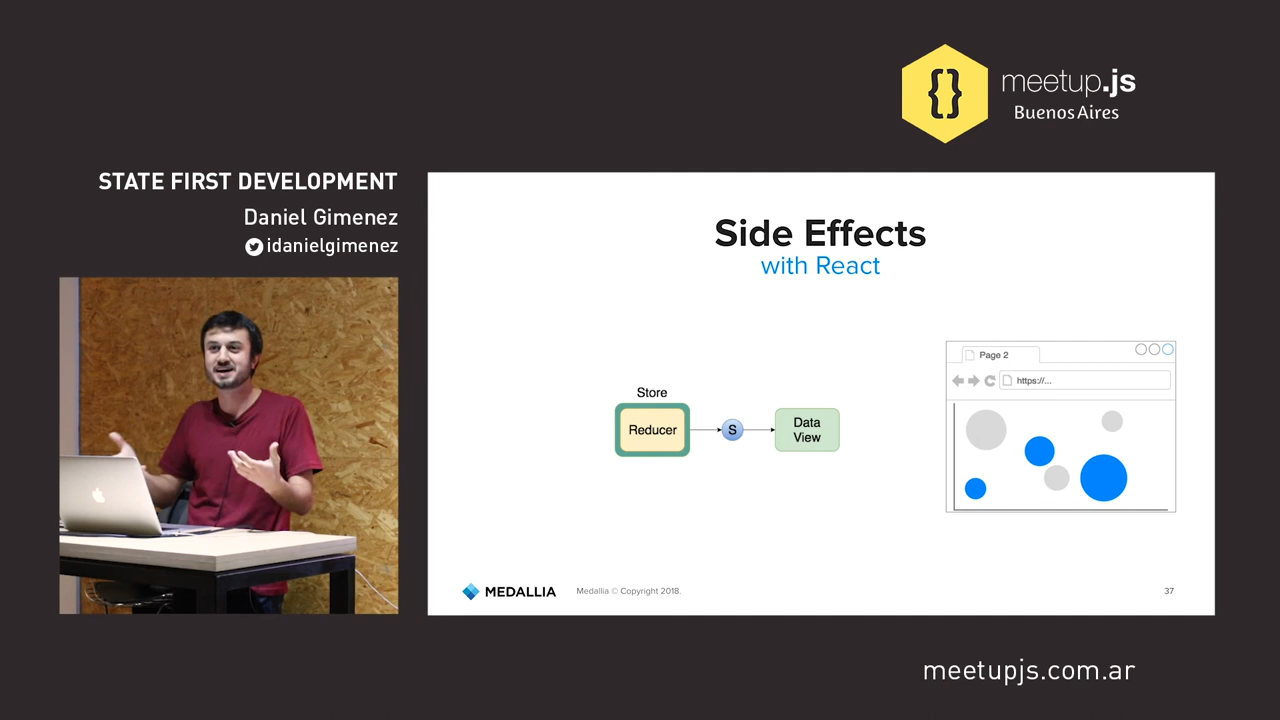 {} meetup.js
Buenos Aires
STATE FIRST DEVELOPMENT
Daniel Gimenez
idanielgimenez
Side Effects
with React
Store
Reducer
S
Data
View
Page 2
https://...
MEDALLIA
Medallia © Copyright 2018.
37
meetupjs.com.ar